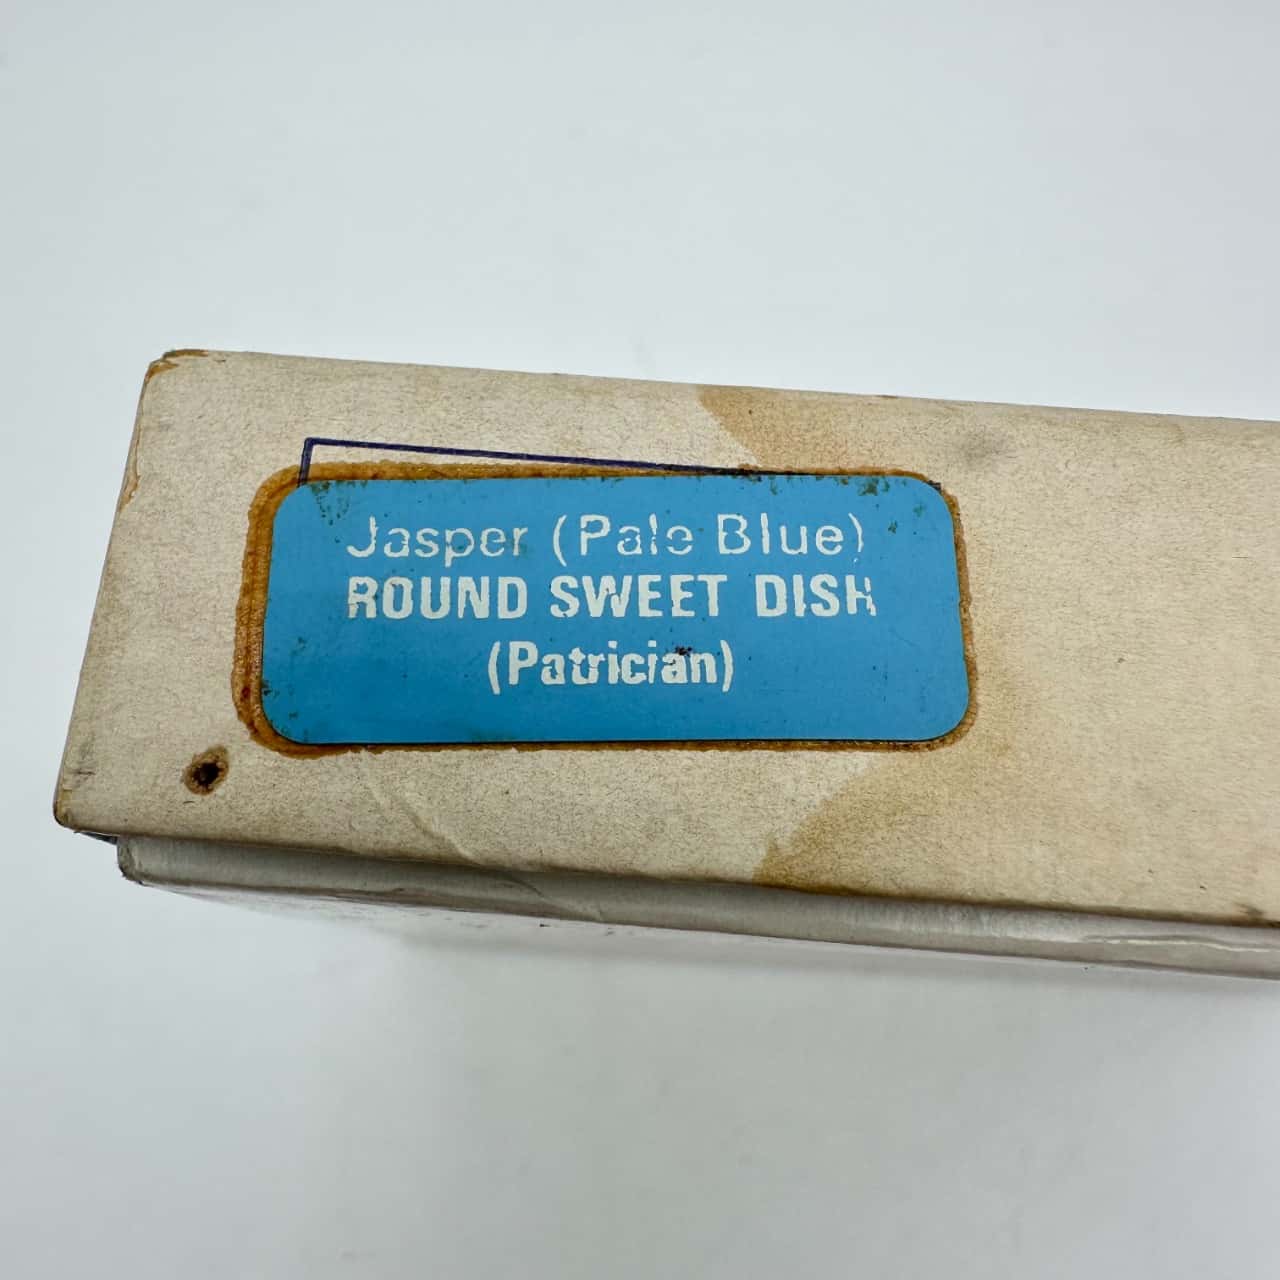 Jasper (Pale Blue)
ROUND SWEET DISH
(Patrician)